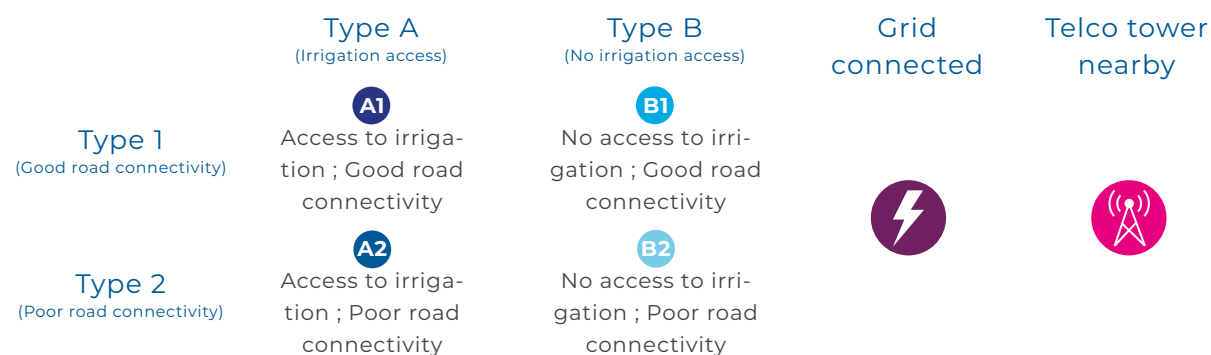 Type A
(Irrigation access)
Type B
(No irrigation access)
Grid
connected
Telco tower
nearby
Type 1
(Good road connectivity)
A1
Access to irriga-
tion ; Good road
connectivity
B1
No access to irri-
gation ; Good road
connectivity
Type 2
(Poor road connectivity)
A2
Access to irriga-
tion ; Poor road
connectivity
B2
No access to irri-
gation ; Poor road
connectivity